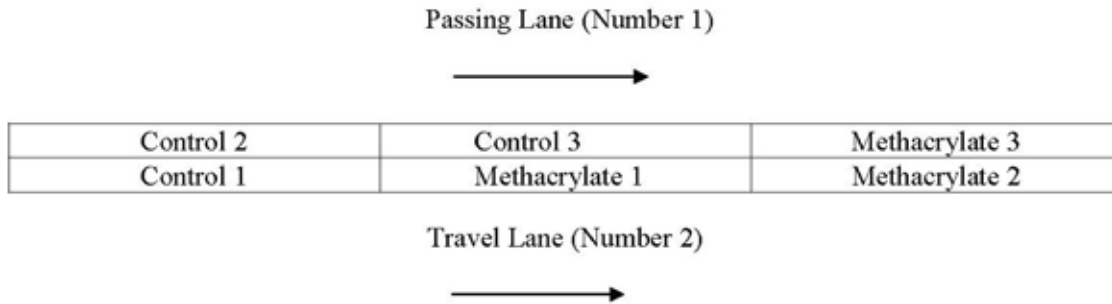 Passing Lane (Number 1)
Control 2 Control 3 Methacrylate 3
Control 1 Methacrylate 1 Methacrylate 2
Travel Lane (Number 2)